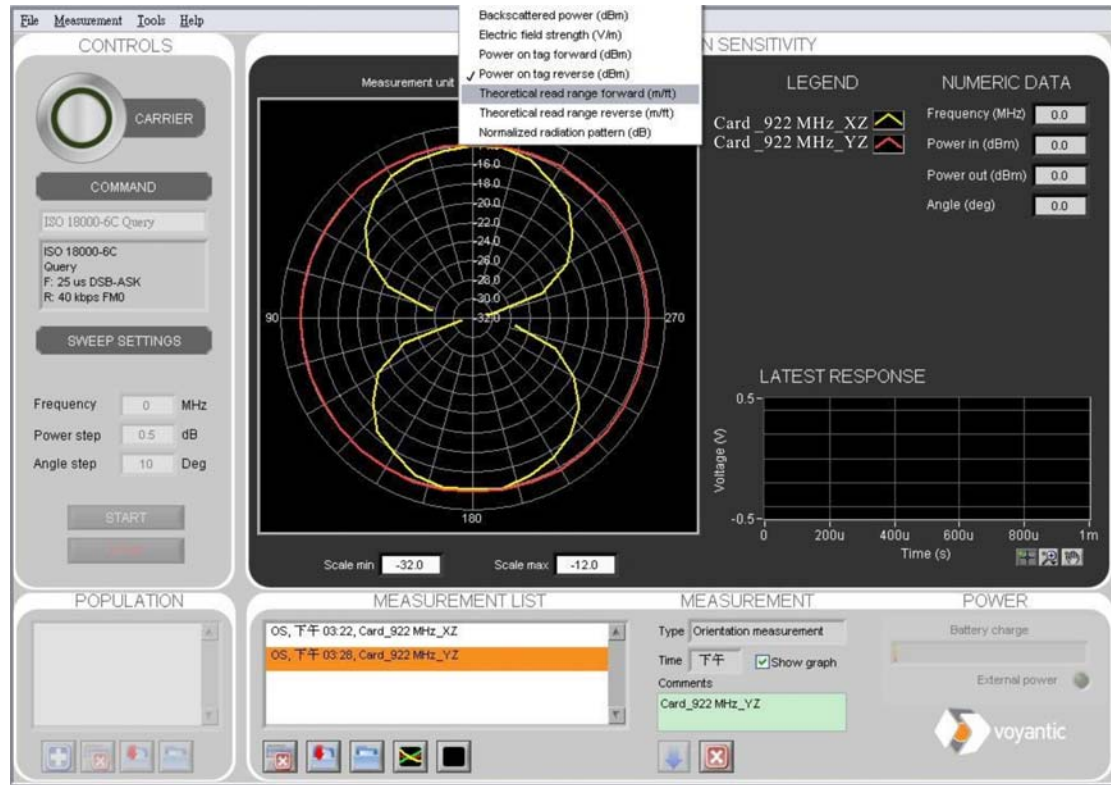 File Measurement Tools Help
CONTROLS
CARRIER
COMMAND
ISO 18000-6C Query
ISO 18000-6C
Query
F: 25 us DSB-ASK
R: 40 kbps FM0
SWEEP SETTINGS
Frequency 0 MHz
Power step 0.5 dB
Angle step 10 Deg
START
N SENSITIVITY
Measurement unit
Backscattered power (dBm)
Electric field strength (V/m)
Power on tag forward (dBm)
✓ Power on tag reverse (dBm)
Theoretical read range forward (m/ft)
Theoretical read range reverse (m/ft)
Normalized radiation pattern (dB)
-16.0
-18.0
-20.0
-22.0
-24.0
-26.0
-28.0
-30.0
-32.0
90
270
180
Scale min -32.0 Scale max -12.0
LEGEND
Card _922 MHz_XZ
Card _922 MHz_YZ
NUMERIC DATA
Frequency (MHz) 0.0
Power in (dBm) 0.0
Power out (dBm) 0.0
Angle (deg) 0.0
LATEST RESPONSE
Voltage (V)
0.5
-0.5
0 200u 400u 600u 800u 1m
Time (s)
POPULATION
MEASUREMENT LIST
OS, 下午 03:22, Card_922 MHz_XZ
OS, 下午 03:28, Card_922 MHz_YZ
MEASUREMENT
Type Orientation measurement
Time 下午 Show graph
Comments
Card_922 MHz_YZ
POWER
Battery charge
External power
voyantic